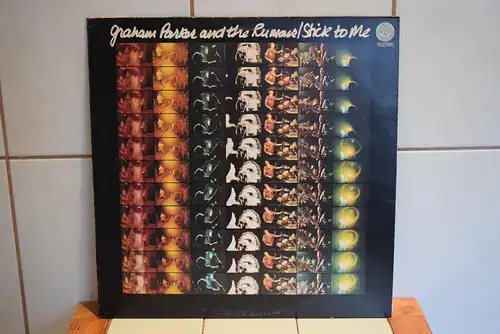 Graham Parker and the Rumour/Stick to Me